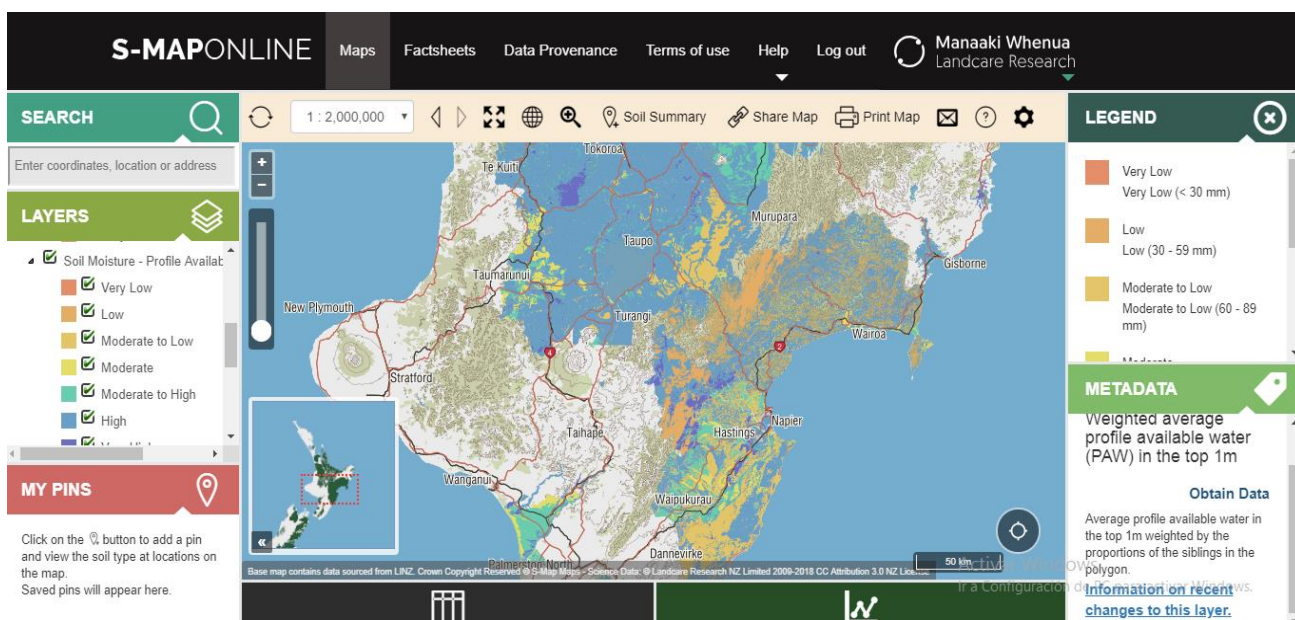 S-MAPONLINE
Maps
Factsheets
Data Provenance
Terms of use
Help
Log out
Manaaki Whenua
Landcare Research
SEARCH
Enter coordinates, location or address
LAYERS
Soil Moisture - Profile Availab
Very Low
Low
Moderate to Low
Moderate
Moderate to High
High
MY PINS
Click on the button to add a pin
and view the soil type at locations on
the map.
Saved pins will appear here.
1 : 2,000,000
Soil Summary
Share Map
Print Map
Tokoroa
Te Kuiti
Murupara
Taupo
Taumarunui
Gisborne
New Plymouth
Turangi
Wairoa
2
4
Stratford
Napier
Taihape
Hastings
Wanganui
Waipukurau
Dannevirke
Palmerston North
50 km
Base map contains data sourced from LINZ. Crown Copyright Reserved © S-Map Maps - Science Data: © Landcare Research NZ Limited 2009-2018 CC Attribution 3.0 NZ License
LEGEND
Very Low
Very Low (< 30 mm)
Low
Low (30 - 59 mm)
Moderate to Low
Moderate to Low (60 - 89
mm)
METADATA
Weighted average
profile available water
(PAW) in the top 1m
Obtain Data
Average profile available water in
the top 1m weighted by the
proportions of the siblings in the
polygon.
Information on recent
changes to this layer.